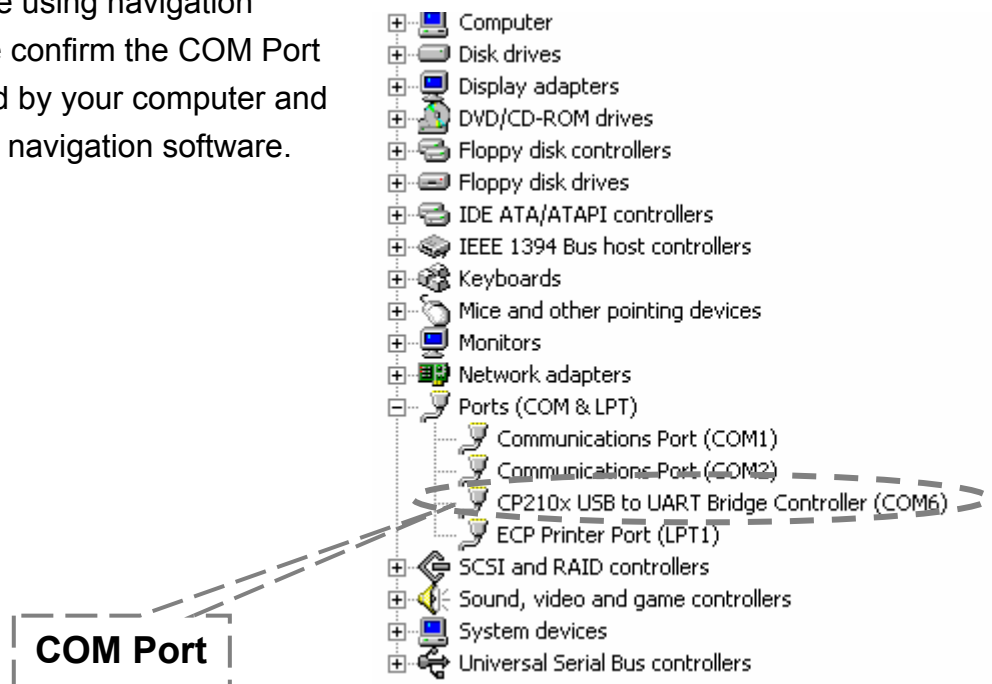 using navigation
confirm the COM Port
by your computer and
navigation software.
Computer
Disk drives
Display adapters
DVD/CD-ROM drives
Floppy disk controllers
Floppy disk drives
IDE ATA/ATAPI controllers
IEEE 1394 Bus host controllers
Keyboards
Mice and other pointing devices
Monitors
Network adapters
Ports (COM & LPT)
Communications Port (COM1)
Communications Port (COM2)
CP210x USB to UART Bridge Controller (COM6)
ECP Printer Port (LPT1)
SCSI and RAID controllers
Sound, video and game controllers
System devices
Universal Serial Bus controllers
COM Port